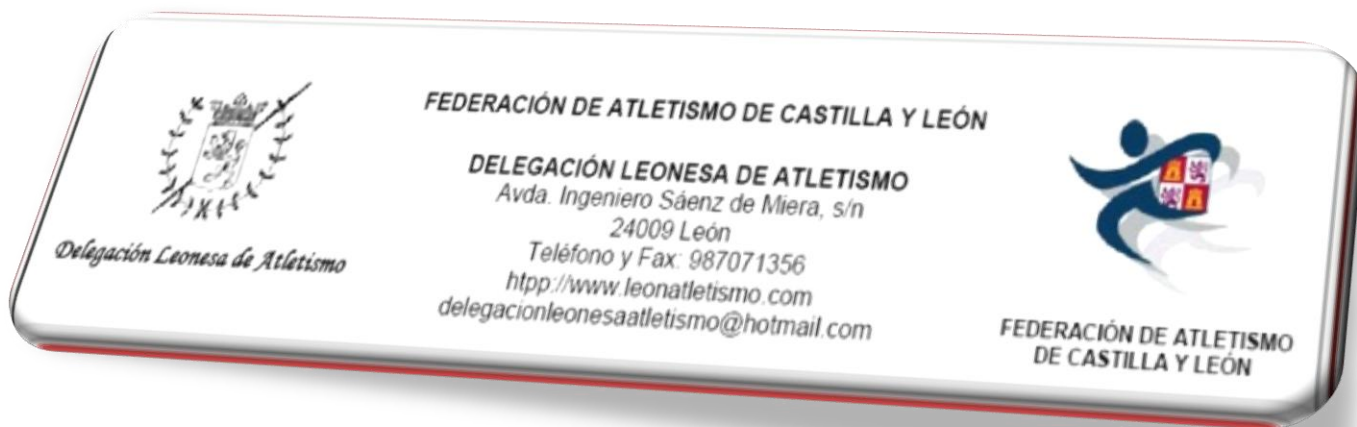 FEDERACIÓN DE ATLETISMO DE CASTILLA Y LEÓN
DELEGACIÓN LEONESA DE ATLETISMO
Avda. Ingeniero Sáenz de Miera, s/n
24009 León
Teléfono y Fax: 987071356
htpp://www.leonatletismo.com
delegacionleonesaatletismo@hotmail.com
Delegación Leonesa de Atletismo
FEDERACIÓN DE ATLETISMO
DE CASTILLA Y LEÓN